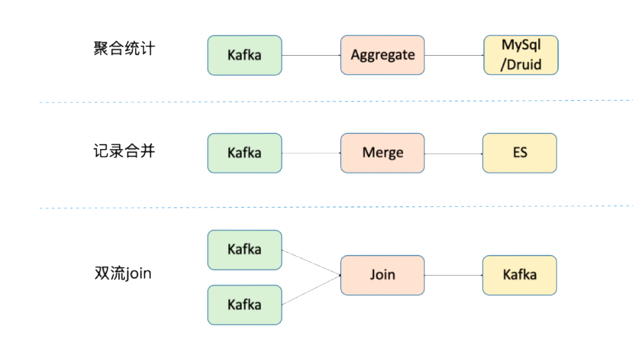 聚合统计
Kafka
Aggregate
MySql
/Druid
记录合并
Kafka
Merge
ES
双流join
Kafka
Kafka
Join
Kafka